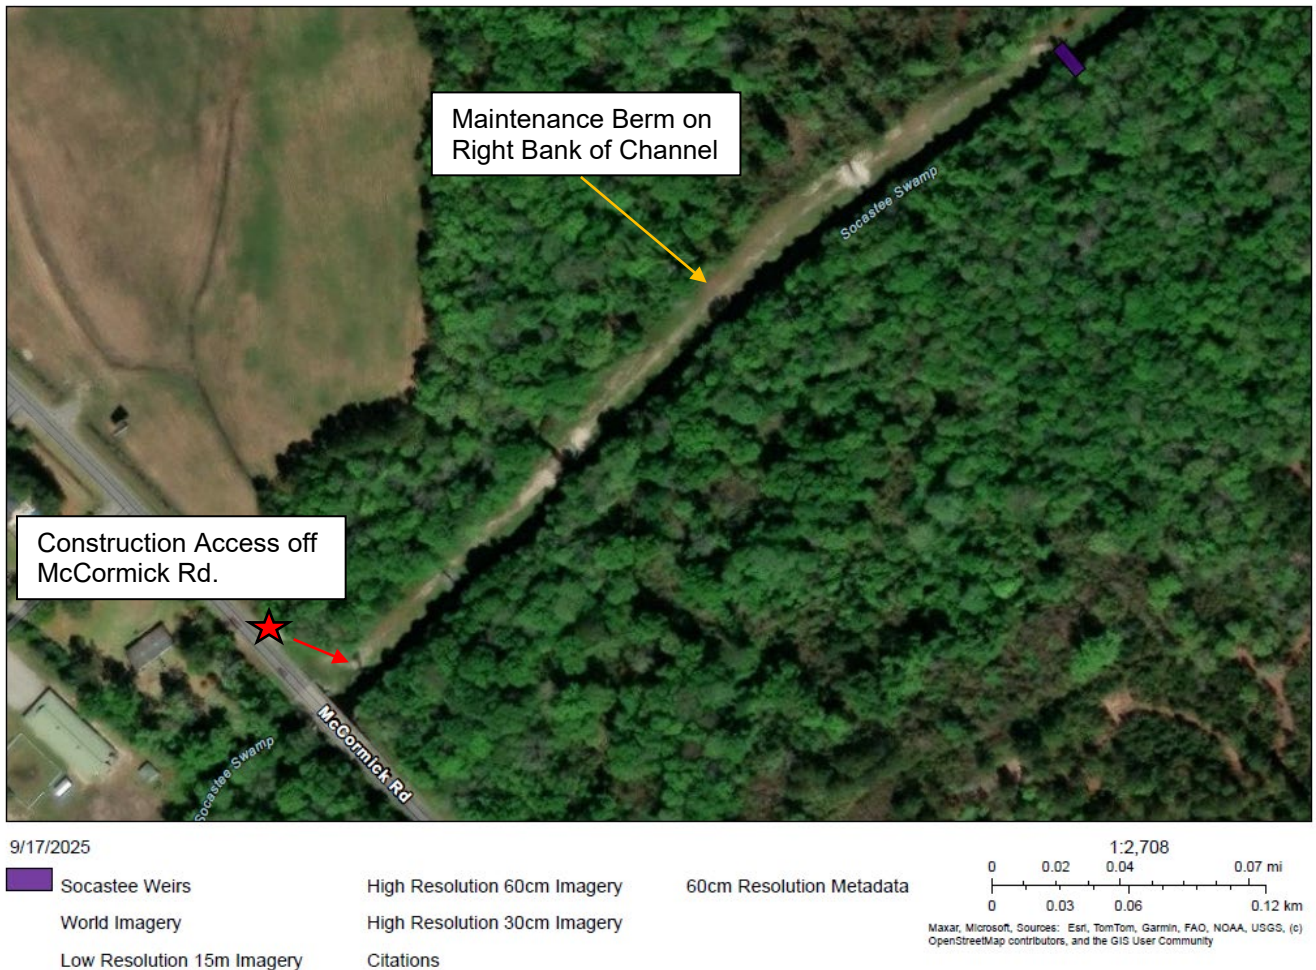 Maintenance Berm on
Right Bank of Channel
Socastee Swamp
Construction Access off
McCormick Rd.
McCormick Rd
Socastee Swamp
9/17/2025
Socastee Weirs
World Imagery
Low Resolution 15m Imagery
High Resolution 60cm Imagery
High Resolution 30cm Imagery
Citations
60cm Resolution Metadata
1:2,708
0 0.02 0.04 0.07 mi
0 0.03 0.06 0.12 km
Maxar, Microsoft, Sources: Esri, TomTom, Garmin, FAO, NOAA, USGS, (c)
OpenStreetMap contributors, and the GIS User Community